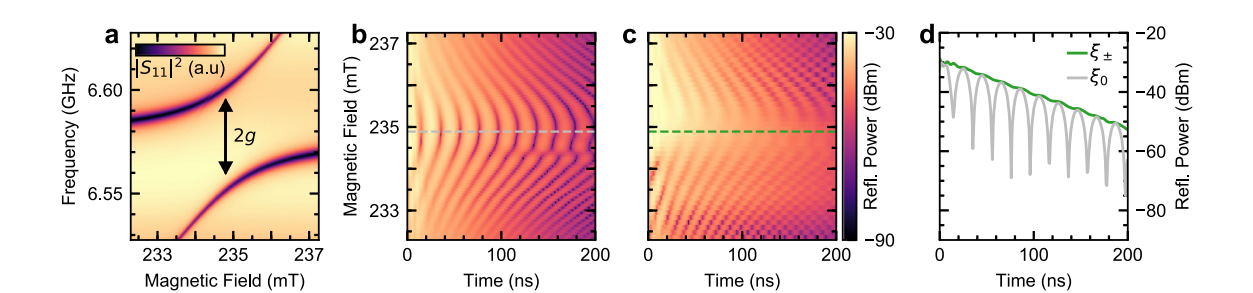 a
|S₁₁|² (a.u)
2g
6.60
6.55
Frequency (GHz)
233
235
237
Magnetic Field (mT)
b
237
235
233
Magnetic Field (mT)
0
100
200
Time (ns)
c
0
100
200
Time (ns)
−30
−90
Refl. Power (dBm)
d
ξ±
ξ₀
−20
−40
−60
−80
Refl. Power (dBm)
0
100
200
Time (ns)